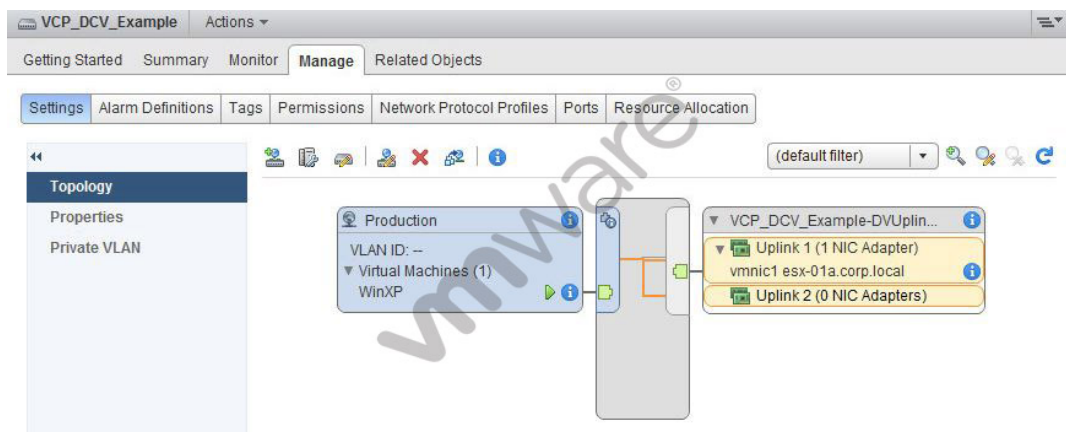 VCP_DCV_Example Actions
Getting Started Summary Monitor Manage Related Objects
Settings Alarm Definitions Tags Permissions Network Protocol Profiles Ports Resource Allocation
(default filter)
Topology
Properties
Private VLAN
Production
VLAN ID: --
Virtual Machines (1)
WinXP
VCP_DCV_Example-DVUplin...
Uplink 1 (1 NIC Adapter)
vmnic1 esx-01a.corp.local
Uplink 2 (0 NIC Adapters)
vmware®